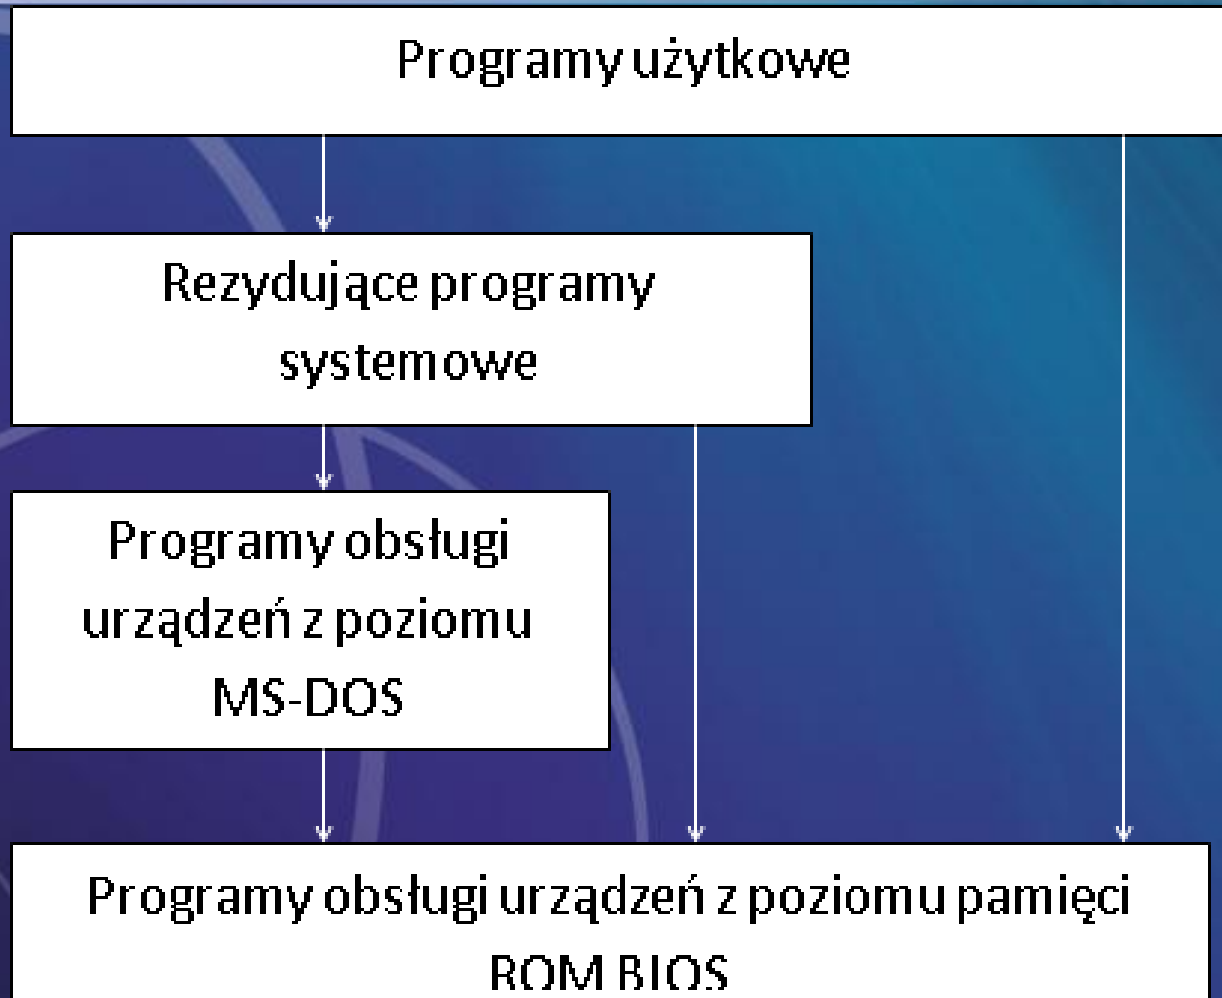 Programy użytkowe
Rezydujące programy
systemowe
Programy obsługi
urządzeń z poziomu
MS-DOS
Programy obsługi urządzeń z poziomu pamięci
ROM BIOS